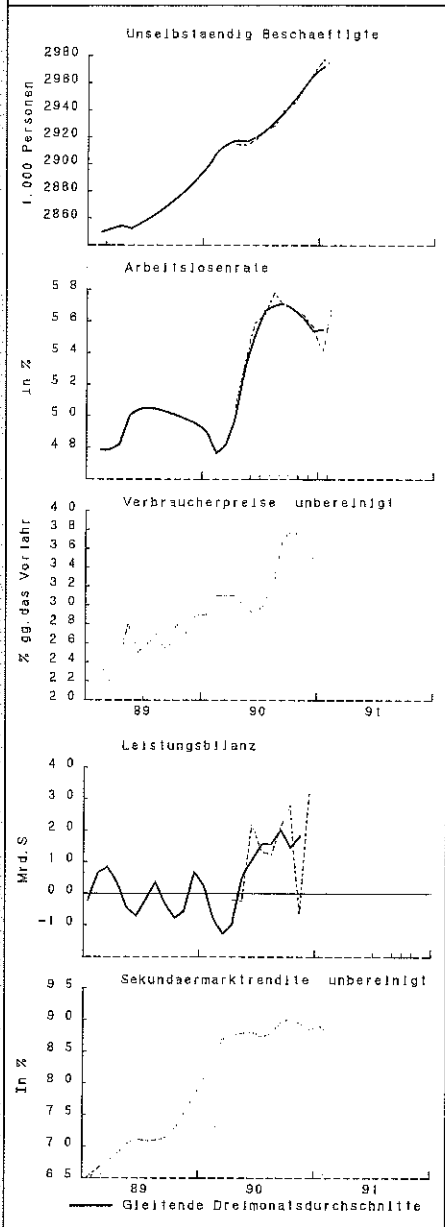 Unselbstaendig Beschaeftigte
1.000 Personen
2980
2960
2940
2920
2900
2880
2860
Arbeitslosenrate
In %
5 8
5 6
5 4
5 2
5 0
4 8
Verbraucherpreise unbereinigt
% gg.das Vorjahr
4 0
3 8
3 6
3 4
3 2
3 0
2 8
2 6
2 4
2 2
2 0
89 90 91
Leistungsbilanz
Mrd.S
4 0
3 0
2 0
1 0
0 0
-1 0
Sekundaermarktrendite unbereinigt
In %
9 5
9 0
8 5
8 0
7 5
7 0
6 5
89 90 91
Gleitende Dreimonatsdurchschnitte